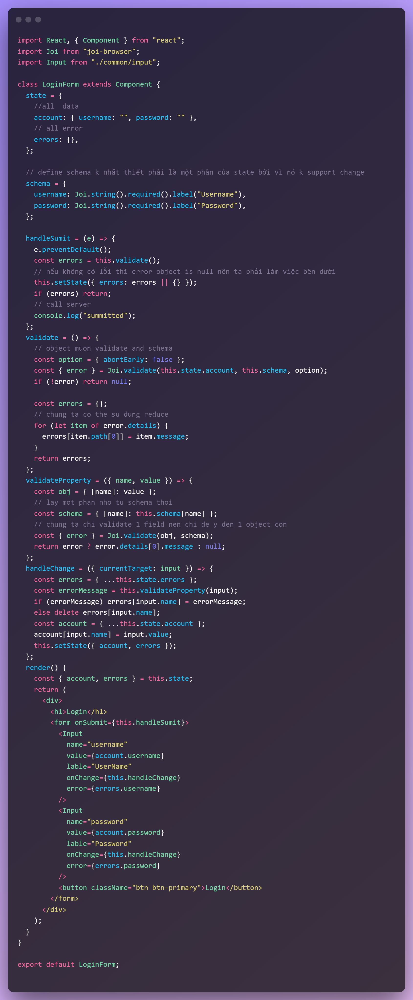 import React, { Component } from "react";
import Joi from "joi-browser";
import Input from "./common/imput";

class LoginForm extends Component {
  state = {
    //all  data
    account: { username: "", password: "" },
    // all error
    errors: {},
  };

  // define schema k nhất thiết phải là một phần của state bởi vì nó k support change
  schema = {
    username: Joi.string().required().label("Username"),
    password: Joi.string().required().label("Password"),
  };

  handleSumit = (e) => {
    e.preventDefault();
    const errors = this.validate();
    // nếu không có lỗi thì error object is null nên ta phải làm việc bên dưới
    this.setState({ errors: errors || {} });
    if (errors) return;
    // call server
    console.log("summitted");
  };
  validate = () => {
    // object muon validate and schema
    const option = { abortEarly: false };
    const { error } = Joi.validate(this.state.account, this.schema, option);
    if (!error) return null;

    const errors = {};
    // chung ta co the su dung reduce
    for (let item of error.details) {
      errors[item.path[0]] = item.message;
    }
    return errors;
  };
  validateProperty = ({ name, value }) => {
    const obj = { [name]: value };
    // lay mot phan nho tu schema thoi
    const schema = { [name]: this.schema[name] };
    // chung ta chi validate 1 field nen chi de y den 1 object con
    const { error } = Joi.validate(obj, schema);
    return error ? error.details[0].message : null;
  };
  handleChange = ({ currentTarget: input }) => {
    const errors = { ...this.state.errors };
    const errorMessage = this.validateProperty(input);
    if (errorMessage) errors[input.name] = errorMessage;
    else delete errors[input.name];
    const account = { ...this.state.account };
    account[input.name] = input.value;
    this.setState({ account, errors });
  };
  render() {
    const { account, errors } = this.state;
    return (
      <div>
        <h1>Login</h1>
        <form onSubmit={this.handleSumit}>
          <Input
            name="username"
            value={account.username}
            lable="UserName"
            onChange={this.handleChange}
            error={errors.username}
          />
          <Input
            name="password"
            value={account.password}
            lable="Password"
            onChange={this.handleChange}
            error={errors.password}
          />
          <button className="btn btn-primary">Login</button>
        </form>
      </div>
    );
  }
}

export default LoginForm;